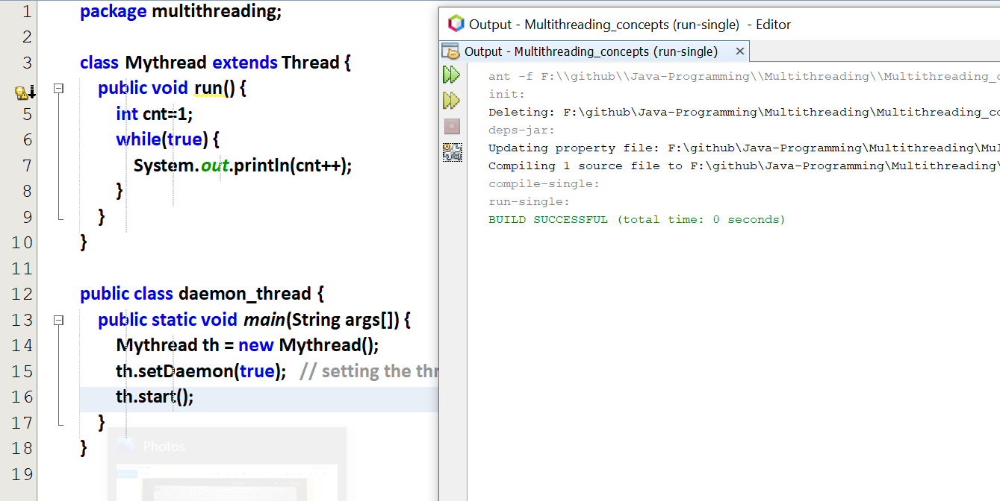 1 package multithreading;
2
3 class Mythread extends Thread {
public void run() {
5 int cnt=1;
6 while(true) {
7 System.out.println(cnt++);
8 }
9 }
10 }
11
12 public class daemon_thread {
13 public static void main(String args[]) {
14 Mythread th = new Mythread();
15 th.setDaemon(true); // setting the
16 th.start();
17 }
18 }
19
Photos
Output - Multithreading_concepts (run-single) - Editor
Output - Multithreading_concepts (run-single) ×
ant -f F:\\github\\Java-Programming\\Multithreading\\Multithreading_c
init:
Deleting: F:\github\Java-Programming\Multithreading\Multithreading_co
deps-jar:
Updating property file: F:\github\Java-Programming\Multithreading\Mul
Compiling 1 source file to F:\github\Java-Programming\Multithreading\
compile-single:
run-single:
BUILD SUCCESSFUL (total time: 0 seconds)